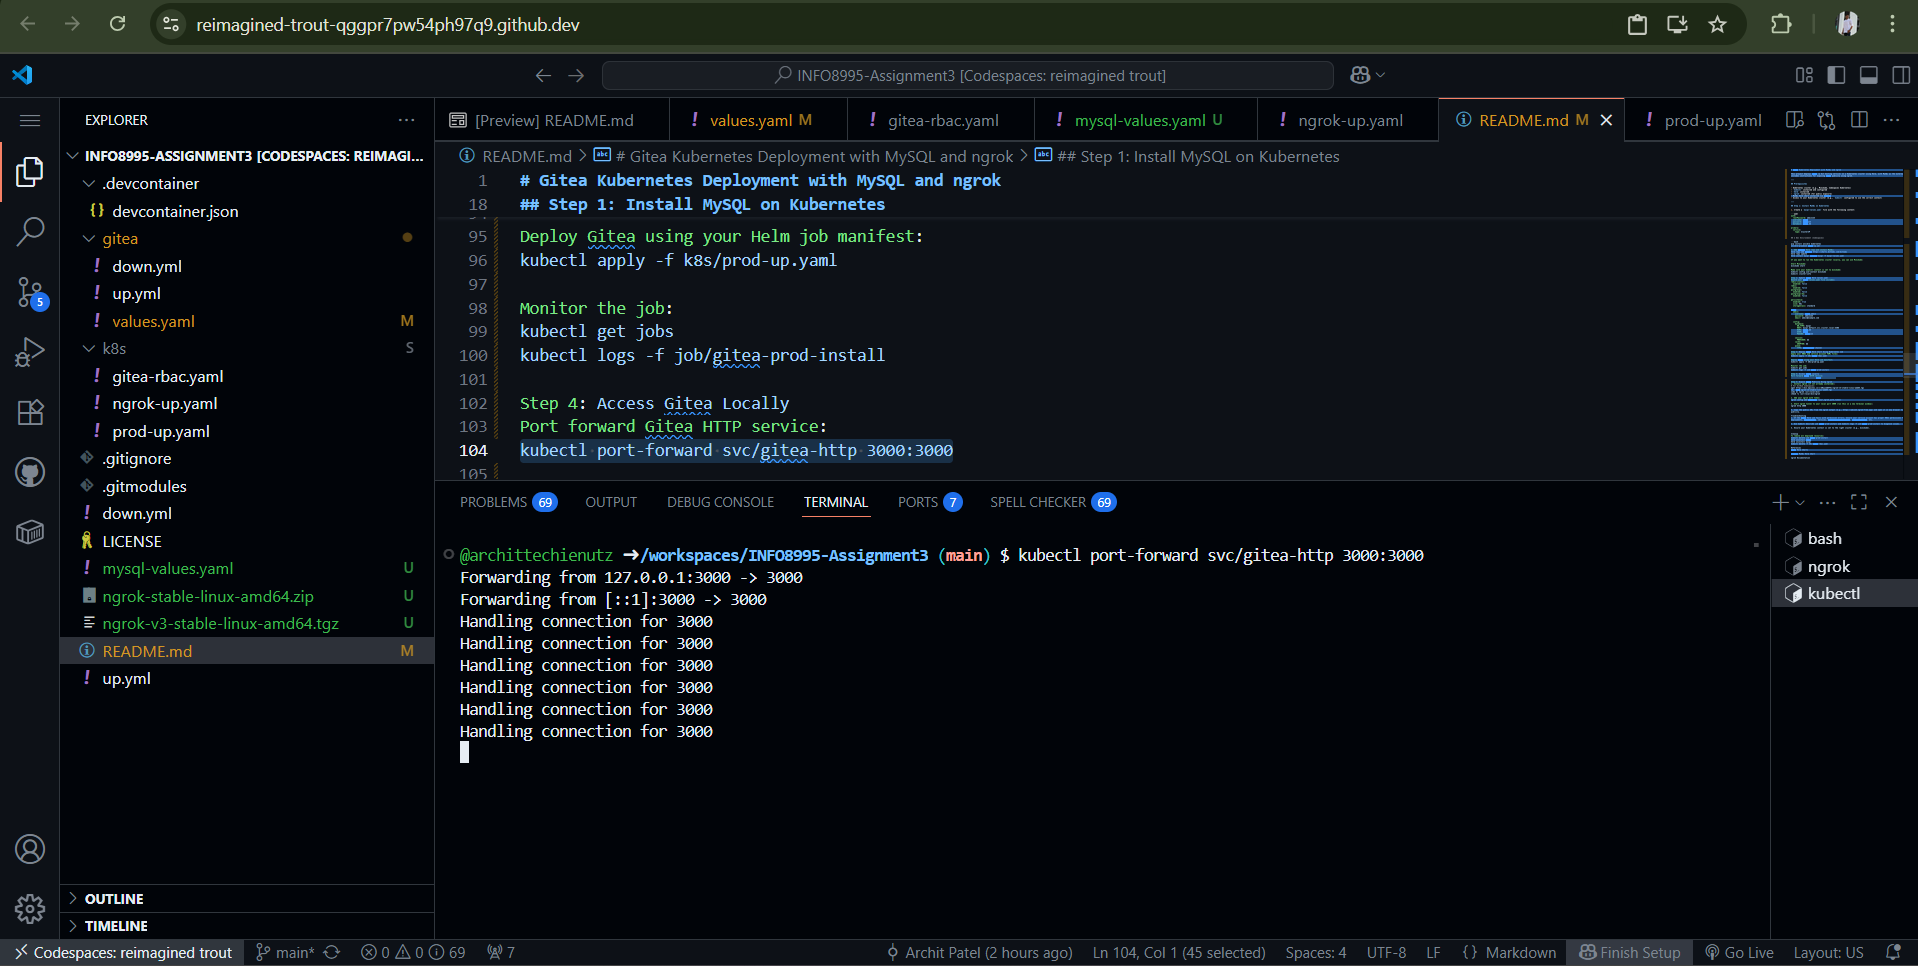 reimagined-trout-qggpr7pw54ph97q9.github.dev
INFO8995-Assignment3 [Codespaces: reimagined trout]
EXPLORER
INFO8995-ASSIGNMENT3 [CODESPACES: REIMAGI...
.devcontainer
devcontainer.json
gitea
down.yml
up.yml
values.yaml M
k8s S
gitea-rbac.yaml
ngrok-up.yaml
prod-up.yaml
.gitignore
.gitmodules
down.yml
LICENSE
mysql-values.yaml U
ngrok-stable-linux-amd64.zip U
ngrok-v3-stable-linux-amd64.tgz U
README.md M
up.yml
OUTLINE
TIMELINE
5
[Preview] README.md
values.yaml M
gitea-rbac.yaml
mysql-values.yaml U
ngrok-up.yaml
README.md M
prod-up.yaml
README.md > # Gitea Kubernetes Deployment with MySQL and ngrok > ## Step 1: Install MySQL on Kubernetes
1 # Gitea Kubernetes Deployment with MySQL and ngrok
18 ## Step 1: Install MySQL on Kubernetes
95 Deploy Gitea using your Helm job manifest:
96 kubectl apply -f k8s/prod-up.yaml
97
98 Monitor the job:
99 kubectl get jobs
100 kubectl logs -f job/gitea-prod-install
101
102 Step 4: Access Gitea Locally
103 Port forward Gitea HTTP service:
104 kubectl port-forward svc/gitea-http 3000:3000
105
PROBLEMS 69 OUTPUT DEBUG CONSOLE TERMINAL PORTS 7 SPELL CHECKER 69
@archittechienutz ➜/workspaces/INFO8995-Assignment3 (main) $ kubectl port-forward svc/gitea-http 3000:3000
Forwarding from 127.0.0.1:3000 -> 3000
Forwarding from [::1]:3000 -> 3000
Handling connection for 3000
Handling connection for 3000
Handling connection for 3000
Handling connection for 3000
Handling connection for 3000
Handling connection for 3000
bash
ngrok
kubectl
Codespaces: reimagined trout main* 0 0 69 7 Archit Patel (2 hours ago) Ln 104, Col 1 (45 selected) Spaces: 4 UTF-8 LF {} Markdown Finish Setup Go Live Layout: US